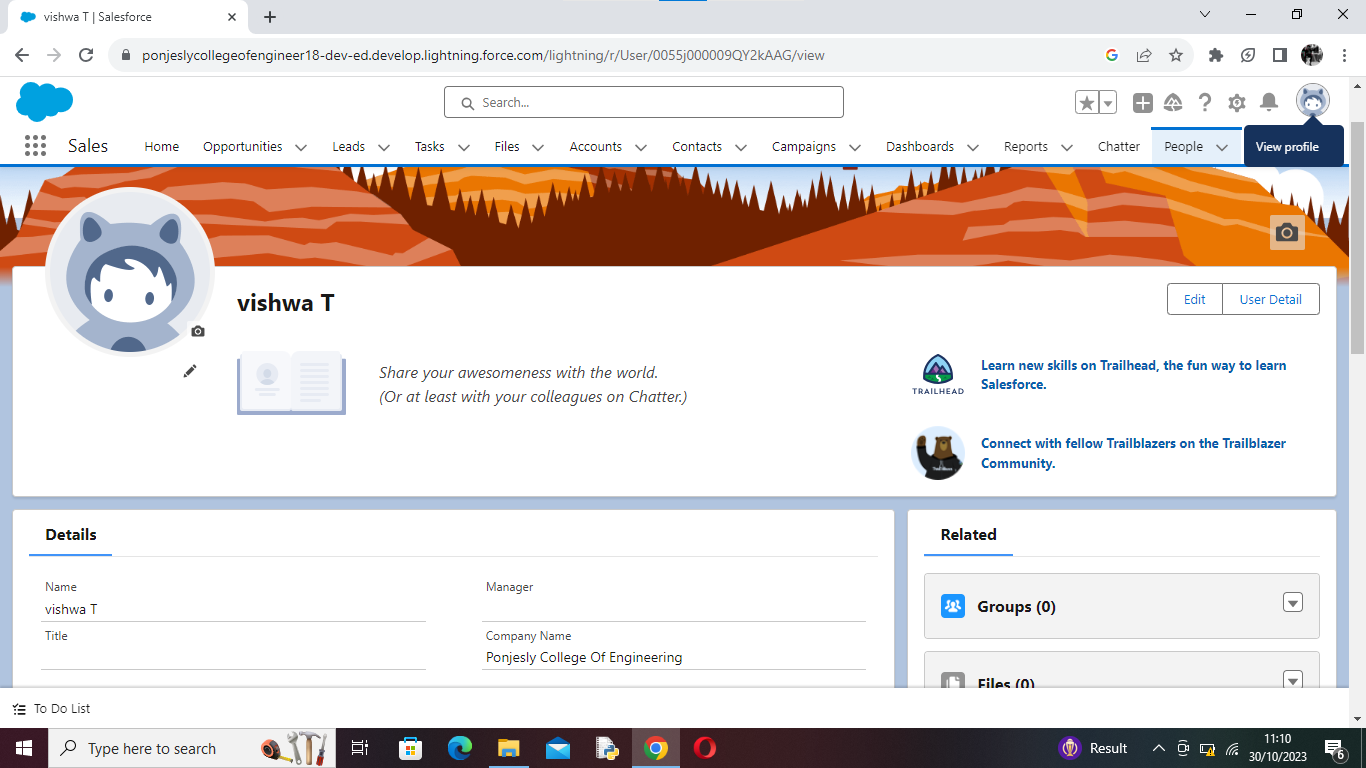 vishwa T | Salesforce
ponjeslycollegeofengineer18-dev-ed.develop.lightning.force.com/lightning/r/User/0055j000009QY2kAAG/view
Search...
Sales
Home
Opportunities
Leads
Tasks
Files
Accounts
Contacts
Campaigns
Dashboards
Reports
Chatter
People
View profile
vishwa T
Edit
User Detail
Share your awesomeness with the world.
(Or at least with your colleagues on Chatter.)
TRAILHEAD
Learn new skills on Trailhead, the fun way to learn
Salesforce.
Connect with fellow Trailblazers on the Trailblazer
Community.
Details
Name
vishwa T
Title
Manager
Company Name
Ponjesly College Of Engineering
Related
Groups (0)
Files (0)
To Do List
Type here to search
Result
11:10
30/10/2023
6